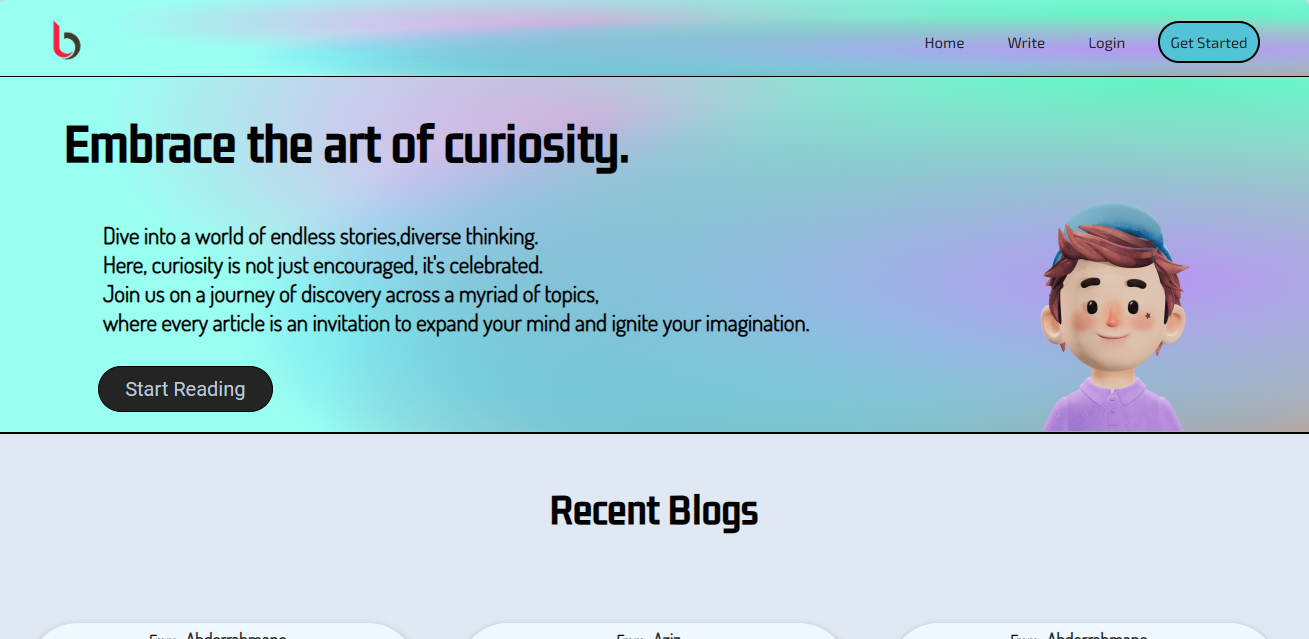 b
Home
Write
Login
Get Started
Embrace the art of curiosity.
Dive into a world of endless stories,diverse thinking.
Here, curiosity is not just encouraged, it's celebrated.
Join us on a journey of discovery across a myriad of topics,
where every article is an invitation to expand your mind and ignite your imagination.
Start Reading
Recent Blogs
Abderrahmane
Aziz
Abderrahmane